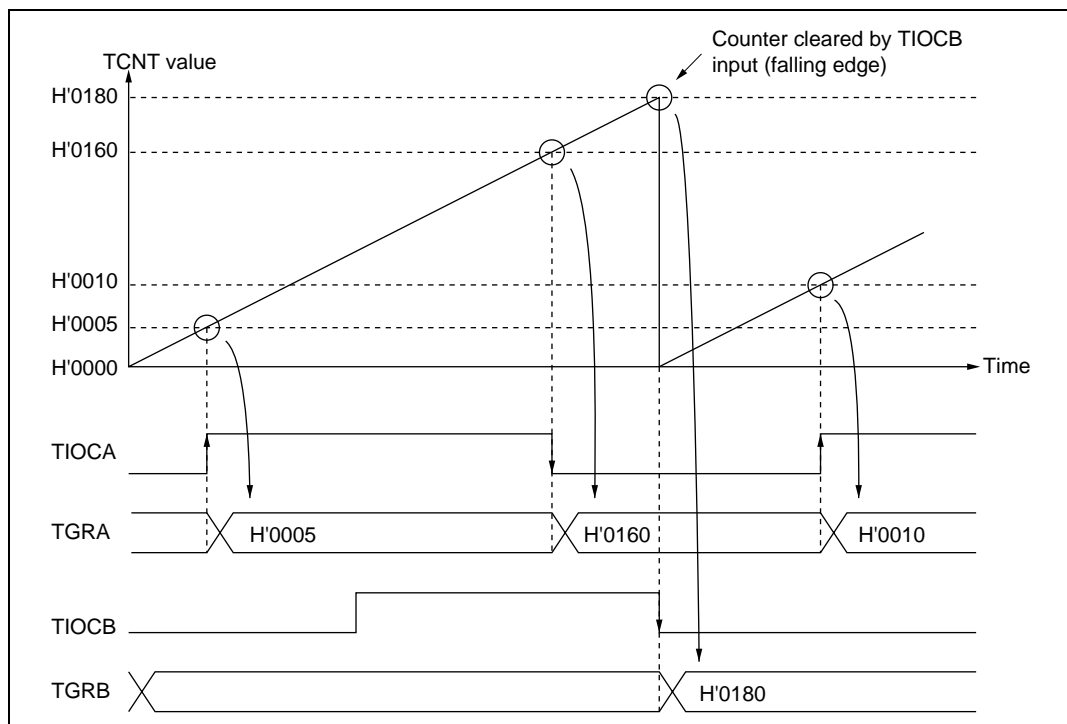 Counter cleared by TIOCB
input (falling edge)
TCNT value
H'0180
H'0160
H'0010
H'0005
H'0000
Time
TIOCA
TGRA
H'0005
H'0160
H'0010
TIOCB
TGRB
H'0180